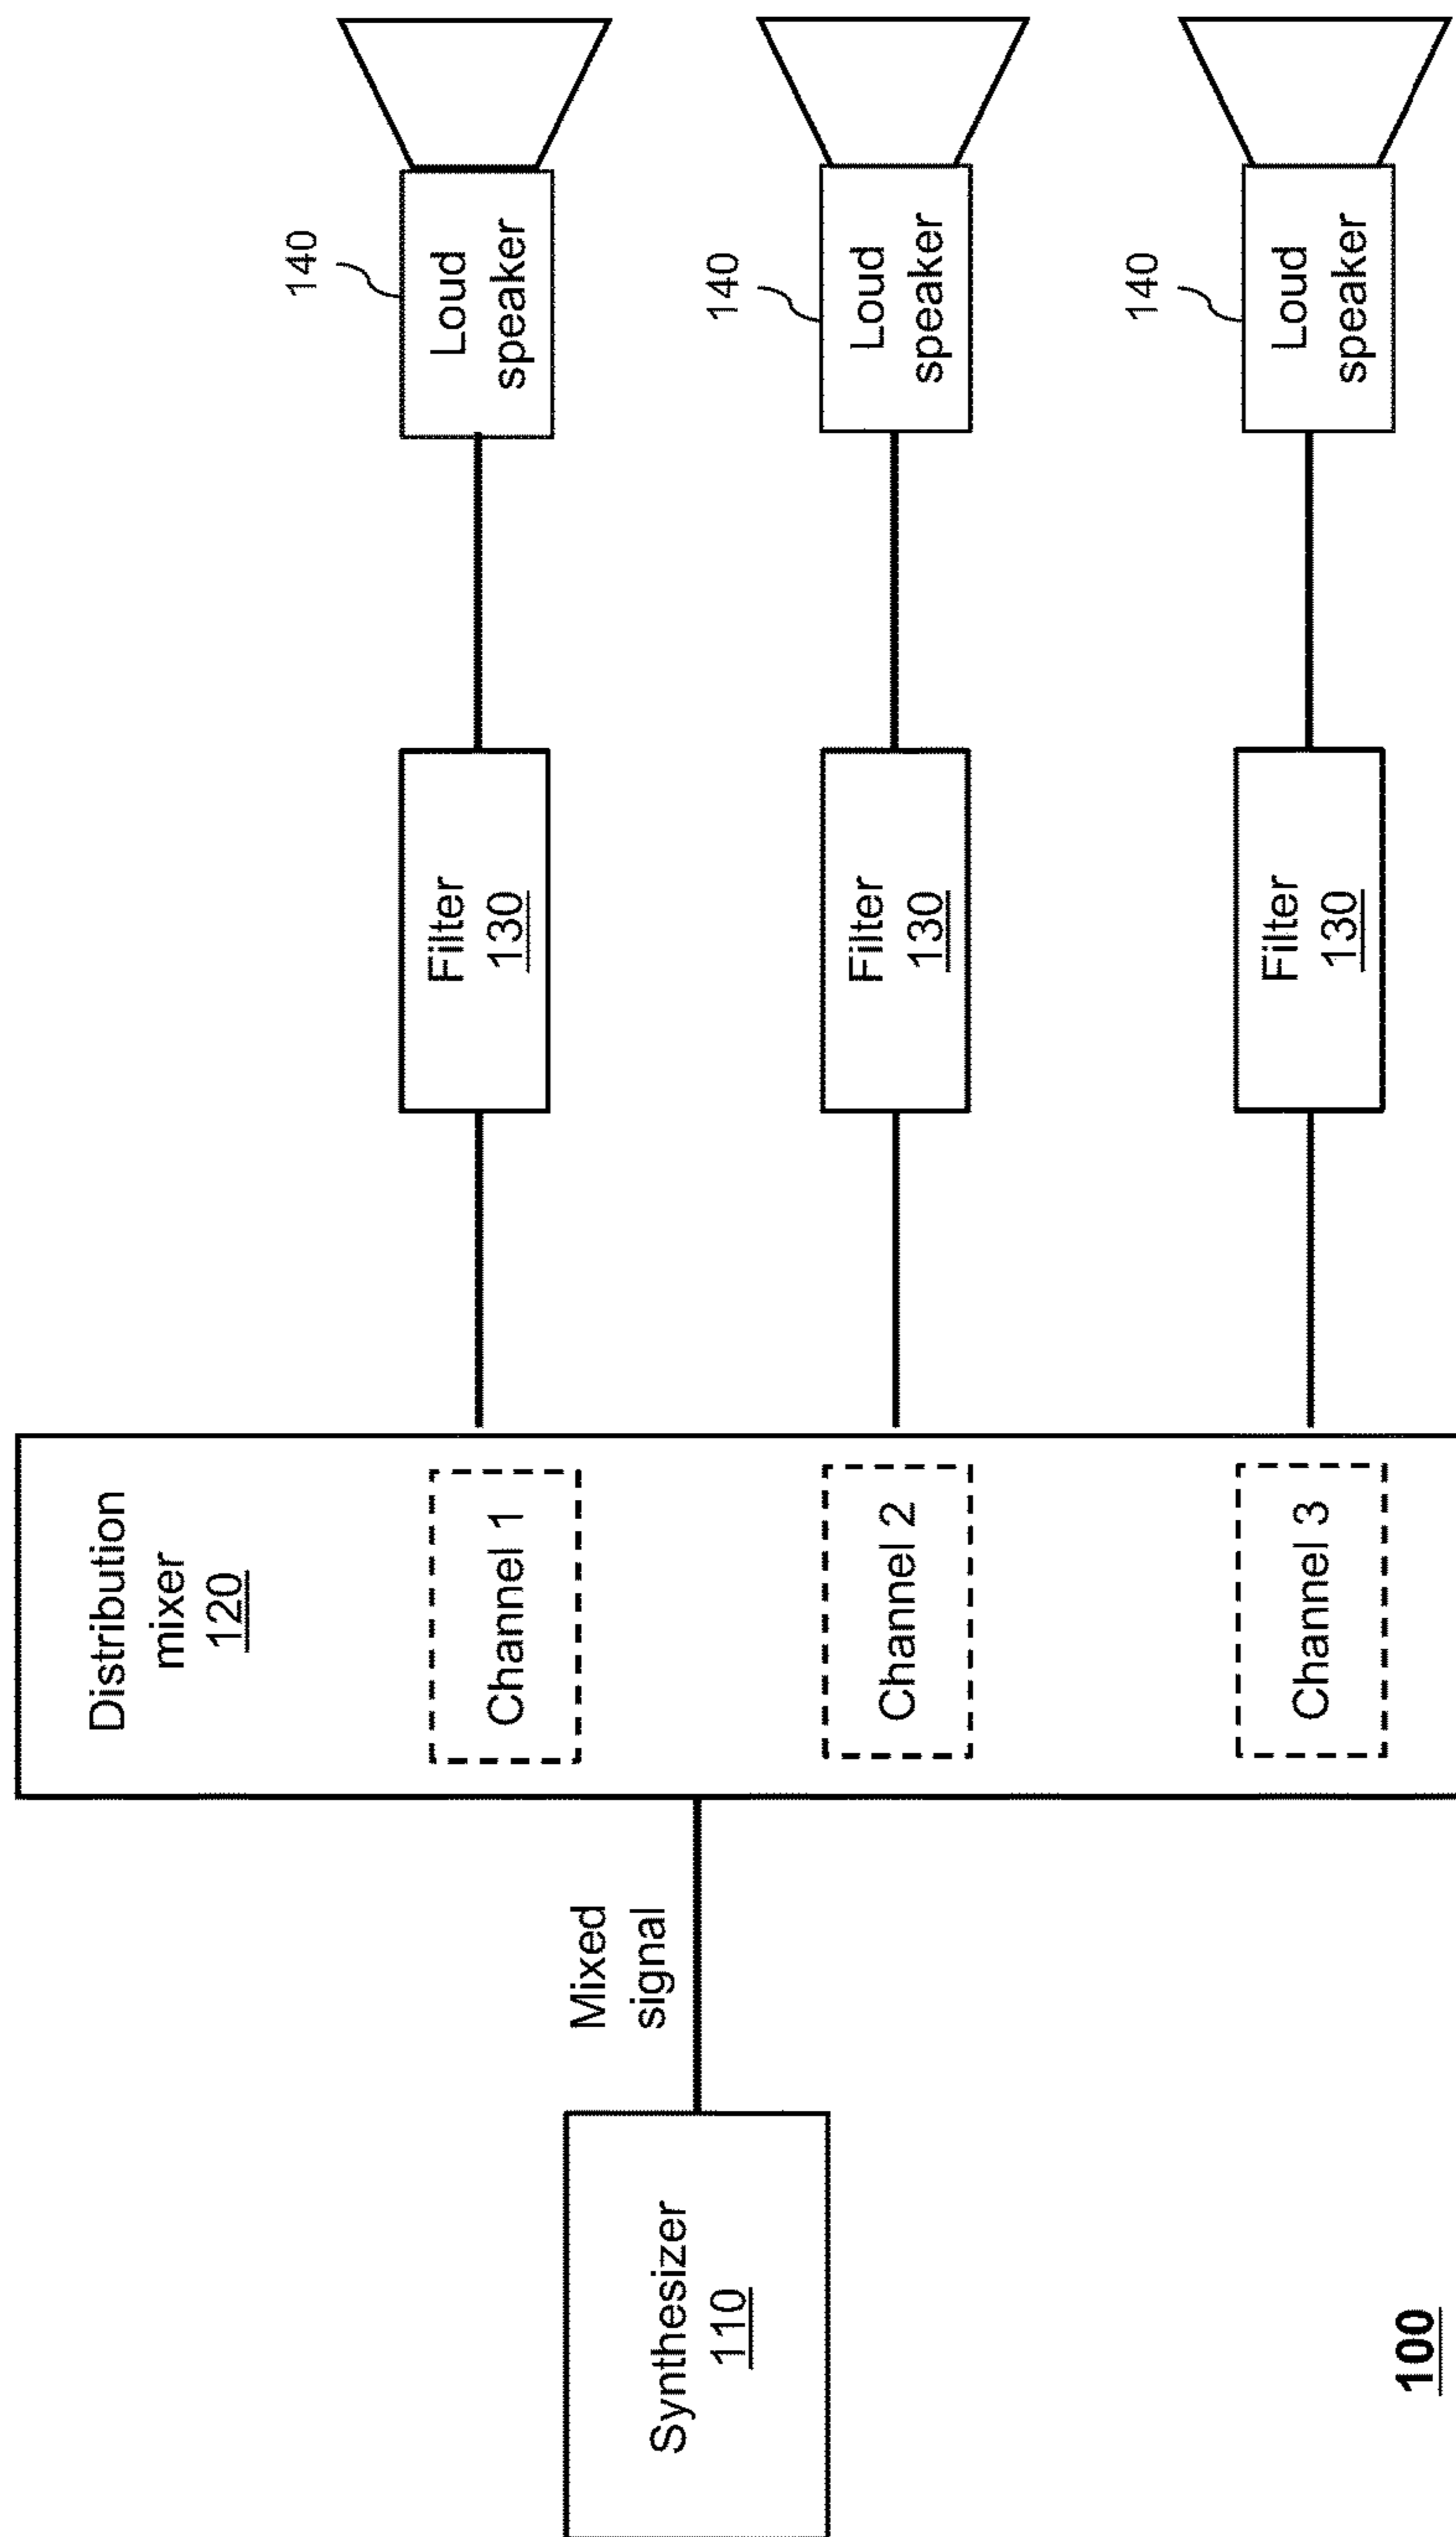 Synthesizer
110
Mixed
signal
Distribution
mixer
120
Channel 1
Channel 2
Channel 3
Filter
130
Filter
130
Filter
130
140
Loud
speaker
140
Loud
speaker
140
Loud
speaker
100